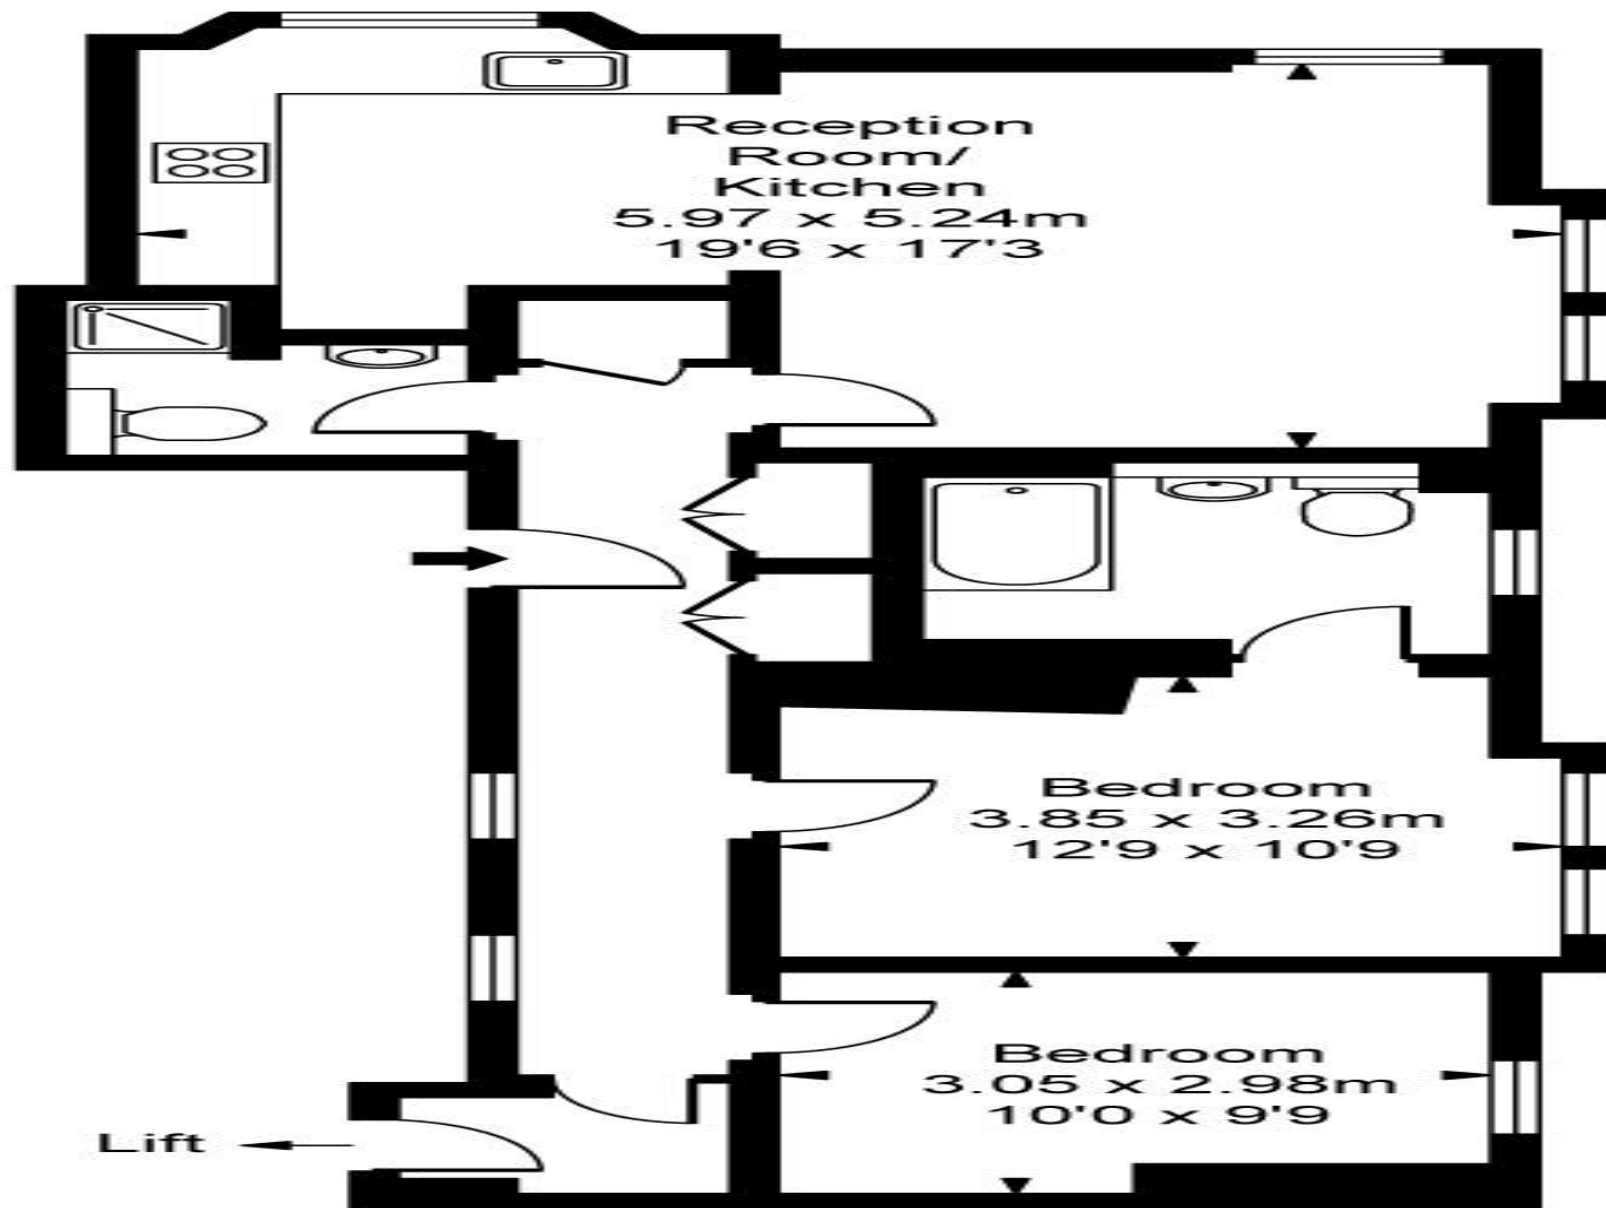 Reception
Room/
Kitchen
5.97 x 5.24m
19'6 x 17'3
Bedroom
3.85 x 3.26m
12'9 x 10'9
Bedroom
3.05 x 2.98m
10'0 x 9'9
Lift